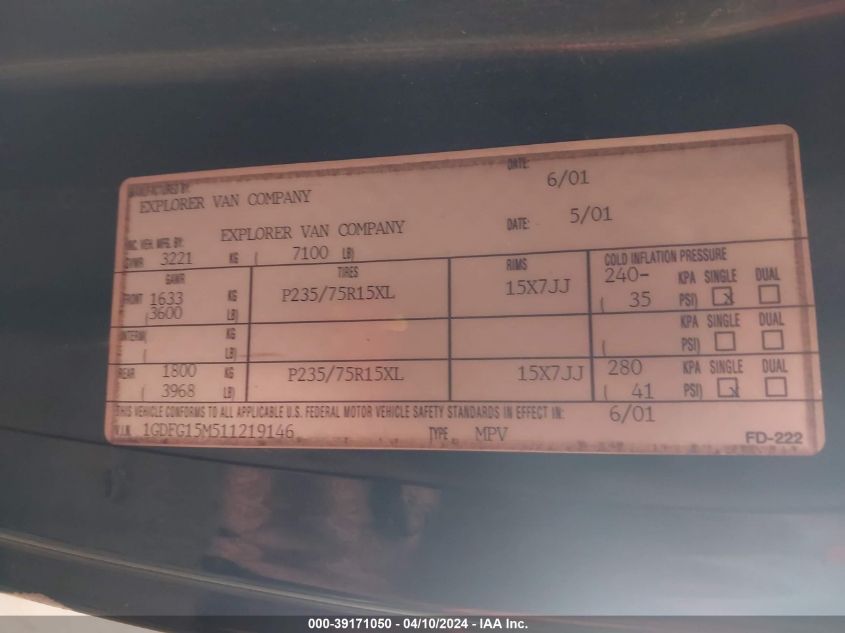 MANUFACTURED BY: DATE: 6/01
EXPLORER VAN COMPANY
INC. VEH. MFG. BY: EXPLORER VAN COMPANY DATE: 5/01
GVWR 3221 KG ( 7100 LB)
GAWR TIRES RIMS COLD INFLATION PRESSURE
FRONT 1633 KG P235/75R15XL 15X7JJ 240- KPA SINGLE DUAL
(3600 LB) ( 35 PSI) X
INTERM( KG KPA SINGLE DUAL
( LB) ( PSI)
REAR 1800 KG P235/75R15XL 15X7JJ 280 KPA SINGLE DUAL
( 3968 LB) ( 41 PSI) X
THIS VEHICLE CONFORMS TO ALL APPLICABLE U.S. FEDERAL MOTOR VEHICLE SAFETY STANDARDS IN EFFECT IN: 6/01
V.I.N. 1GDFG15M511219146 TYPE MPV FD-222
000-39171050 - 04/10/2024 - IAA Inc.